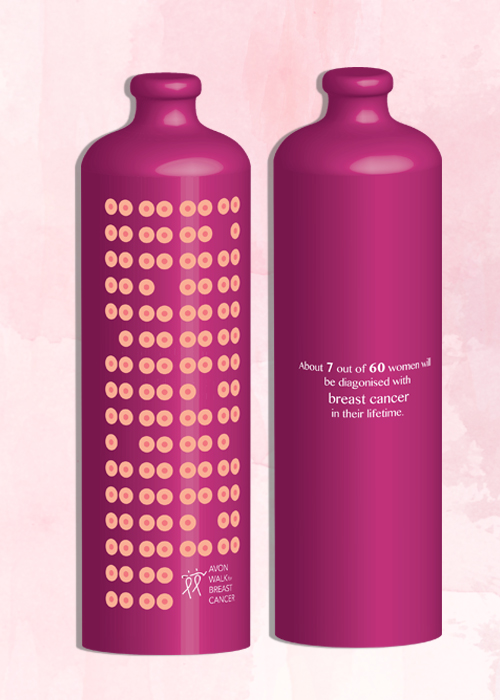 AVON
WALK for
BREAST
CANCER
About 7 out of 60 women will
be diagonised with
breast cancer
in their lifetime.